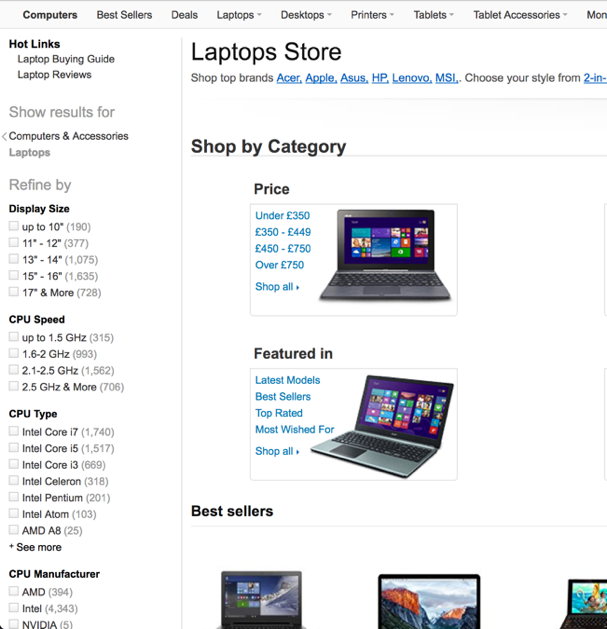 Computers Best Sellers Deals Laptops Desktops Printers Tablets Tablet Accessories Mon
Hot Links
Laptop Buying Guide
Laptop Reviews
Show results for
Computers & Accessories
Laptops
Refine by
Display Size
up to 10" (190)
11" - 12" (377)
13" - 14" (1,075)
15" - 16" (1,635)
17" & More (728)
CPU Speed
up to 1.5 GHz (315)
1.6-2 GHz (993)
2.1-2.5 GHz (1,562)
2.5 GHz & More (706)
CPU Type
Intel Core i7 (1,740)
Intel Core i5 (1,517)
Intel Core i3 (669)
Intel Celeron (318)
Intel Pentium (201)
Intel Atom (103)
AMD A8 (25)
+ See more
CPU Manufacturer
AMD (394)
Intel (4,343)
NVIDIA (5)
Laptops Store
Shop top brands Acer, Apple, Asus, HP, Lenovo, MSI,. Choose your style from 2-in-
Shop by Category
Price
Under £350
£350 - £449
£450 - £750
Over £750
Shop all ›
Featured in
Latest Models
Best Sellers
Top Rated
Most Wished For
Shop all ›
Best sellers